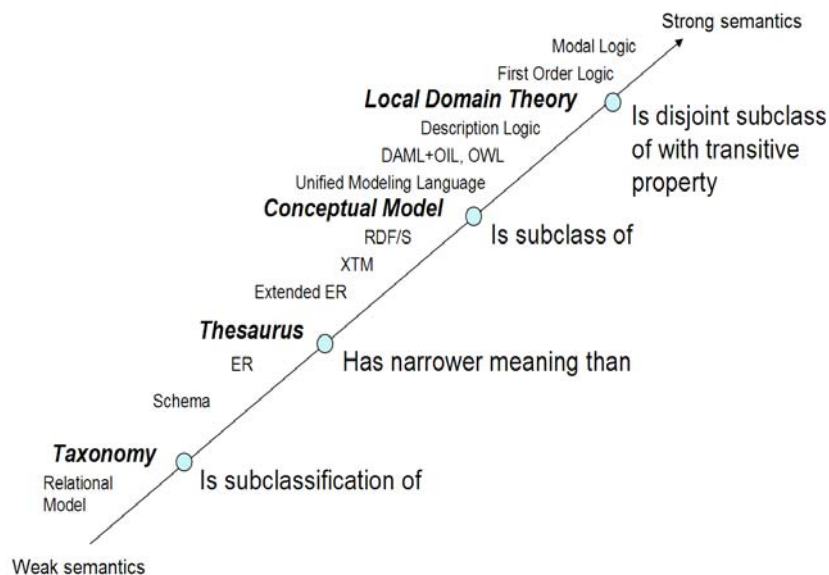 Strong semantics
Modal Logic
First Order Logic
Local Domain Theory
Is disjoint subclass
of with transitive
property
Description Logic
DAML+OIL, OWL
Unified Modeling Language
Conceptual Model
Is subclass of
RDF/S
XTM
Extended ER
Thesaurus
Has narrower meaning than
ER
Schema
Taxonomy
Is subclassification of
Relational
Model
Weak semantics